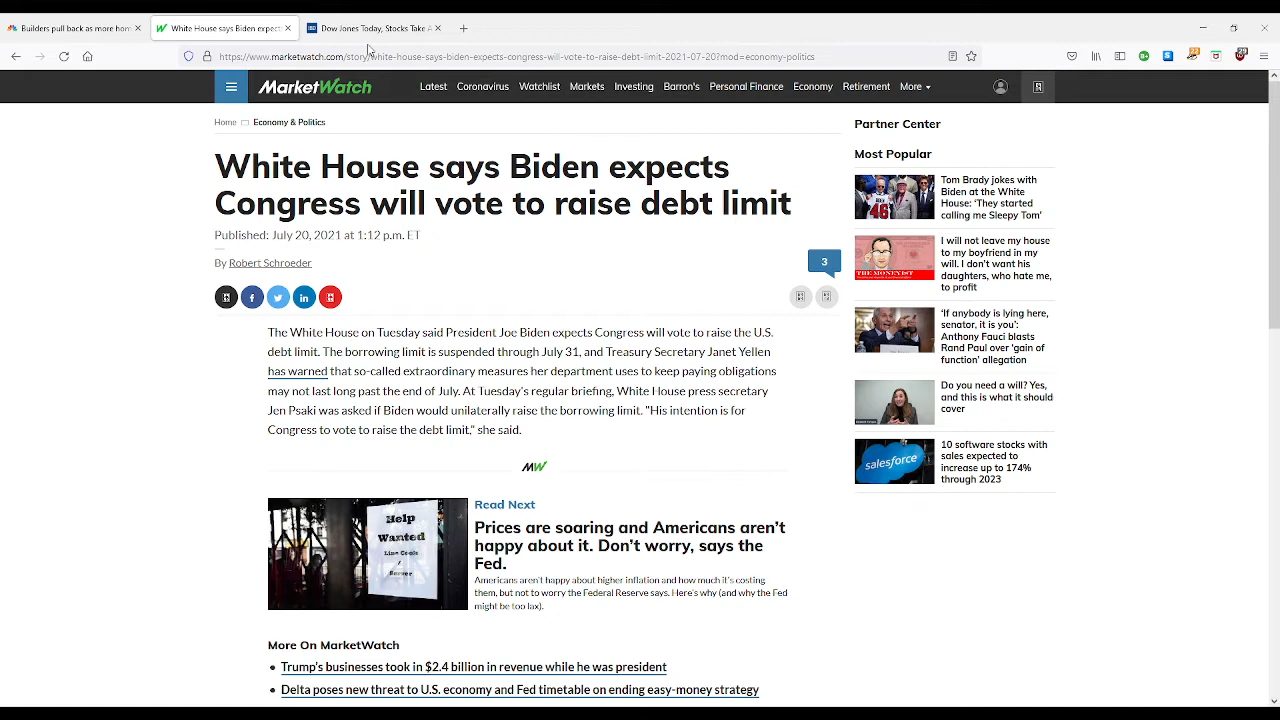 Builders pull back as more hom
White House says Biden expect
Dow Jones Today, Stocks Take A
https://www.marketwatch.com/story/white-house-says-biden-expects-congress-will-vote-to-raise-debt-limit-2021-07-20?mod=economy-politics
MarketWatch
Latest Coronavirus Watchlist Markets Investing Barron's Personal Finance Economy Retirement More
Home Economy & Politics
White House says Biden expects
Congress will vote to raise debt limit
Published: July 20, 2021 at 1:12 p.m. ET
By Robert Schroeder
3
The White House on Tuesday said President Joe Biden expects Congress will vote to raise the U.S.
debt limit. The borrowing limit is suspended through July 31, and Treasury Secretary Janet Yellen
has warned that so-called extraordinary measures her department uses to keep paying obligations
may not last long past the end of July. At Tuesday's regular briefing, White House press secretary
Jen Psaki was asked if Biden would unilaterally raise the borrowing limit. "His intention is for
Congress to vote to raise the debt limit," she said.
MW
Help
Wanted
Line Cook
/
Read Next
Prices are soaring and Americans aren't
happy about it. Don't worry, says the
Fed.
Americans aren't happy about higher inflation and how much it's costing
them, but not to worry the Federal Reserve says. Here's why (and why the Fed
might be too lax).
More On MarketWatch
Trump's businesses took in $2.4 billion in revenue while he was president
Delta poses new threat to U.S. economy and Fed timetable on ending easy-money strategy
Partner Center
Most Popular
Tom Brady jokes with
Biden at the White
House: ‘They started
calling me Sleepy Tom’
THE MONEYIST
I will not leave my house
to my boyfriend in my
will. I don't want his
daughters, who hate me,
to profit
‘If anybody is lying here,
senator, it is you’:
Anthony Fauci blasts
Rand Paul over ‘gain of
function’ allegation
Do you need a will? Yes,
and this is what it should
cover
salesforce
10 software stocks with
sales expected to
increase up to 174%
through 2023